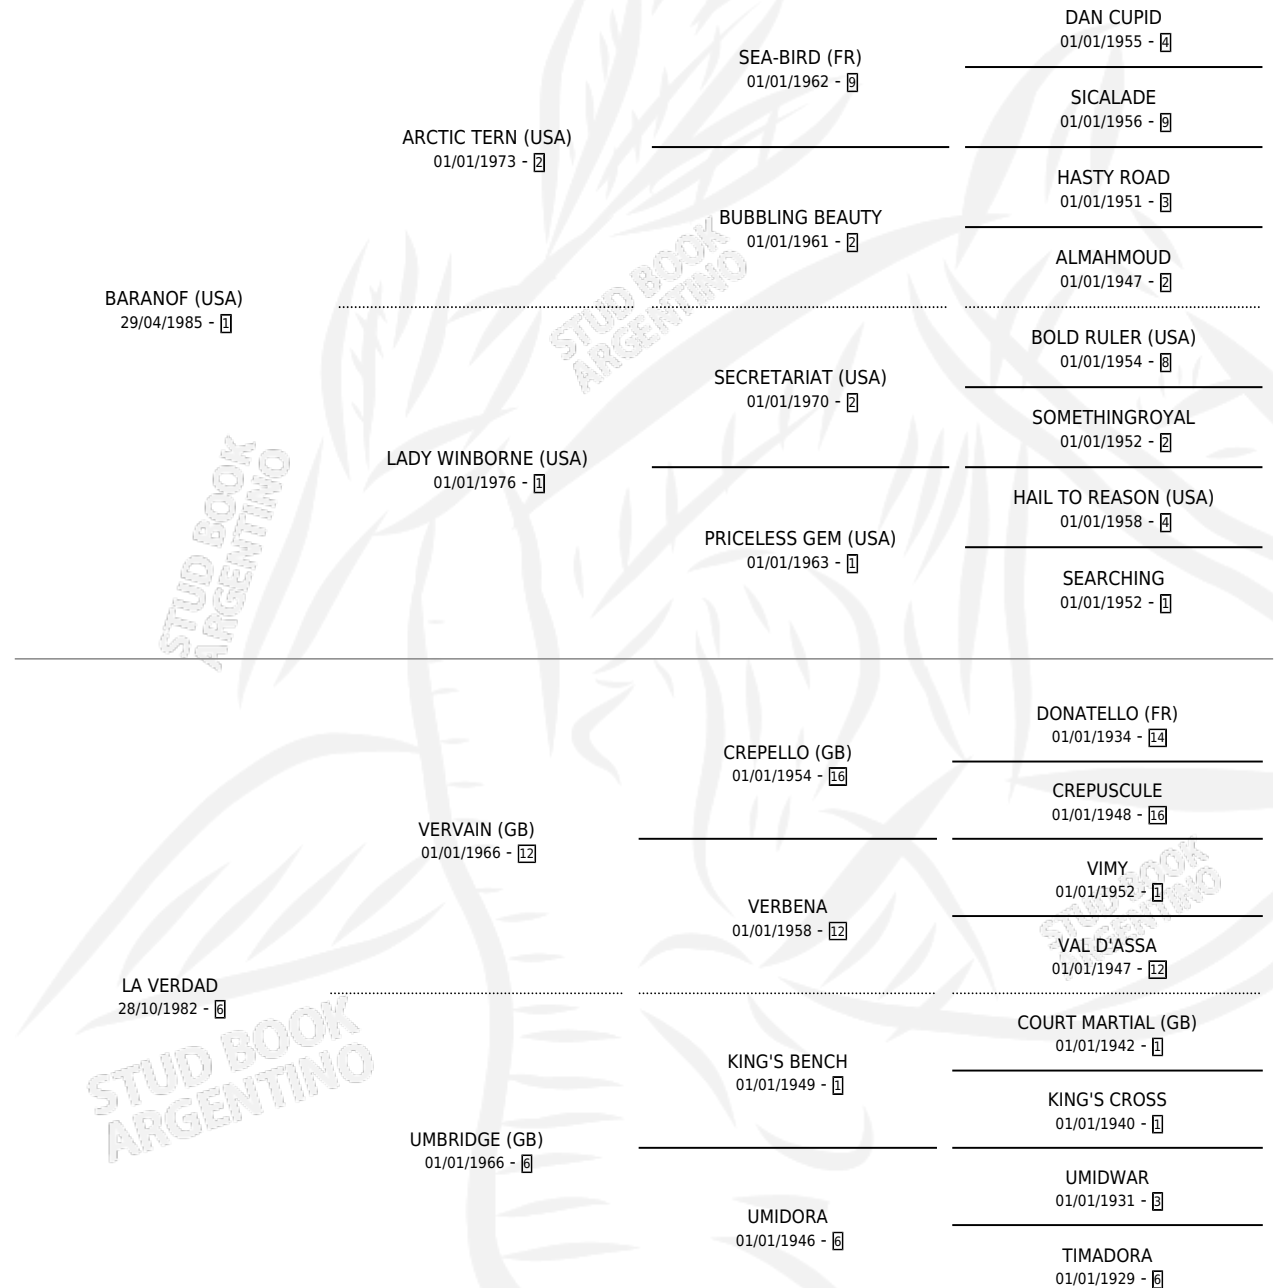 DAN CUPID
01/01/1955 - 4
SEA-BIRD (FR)
01/01/1962 - 9
SICALADE
01/01/1956 - 9
ARCTIC TERN (USA)
01/01/1973 - 2
HASTY ROAD
01/01/1951 - 3
BUBBLING BEAUTY
01/01/1961 - 2
ALMAHMOUD
01/01/1947 - 2
BARANOF (USA)
29/04/1985 - 1
STUD BOOK
ARGENTINO
BOLD RULER (USA)
01/01/1954 - 8
SECRETARIAT (USA)
01/01/1970 - 2
SOMETHINGROYAL
01/01/1952 - 2
LADY WINBORNE (USA)
01/01/1976 - 1
HAIL TO REASON (USA)
01/01/1958 - 4
PRICELESS GEM (USA)
01/01/1963 - 1
SEARCHING
01/01/1952 - 1
STUD BOOK
ARGENTINO
DONATELLO (FR)
01/01/1934 - 14
CREPELLO (GB)
01/01/1954 - 16
CREPUSCULE
01/01/1948 - 16
VERVAIN (GB)
01/01/1966 - 12
VIMY
01/01/1952 - 1
VERBENA
01/01/1958 - 12
STUD BOOK
ARGENTINO
VAL D'ASSA
01/01/1947 - 12
LA VERDAD
28/10/1982 - 6
STUD BOOK
ARGENTINO
COURT MARTIAL (GB)
01/01/1942 - 1
KING'S BENCH
01/01/1949 - 1
KING'S CROSS
01/01/1940 - 1
UMBRIDGE (GB)
01/01/1966 - 6
UMIDWAR
01/01/1931 - 3
UMIDORA
01/01/1946 - 6
TIMADORA
01/01/1929 - 6